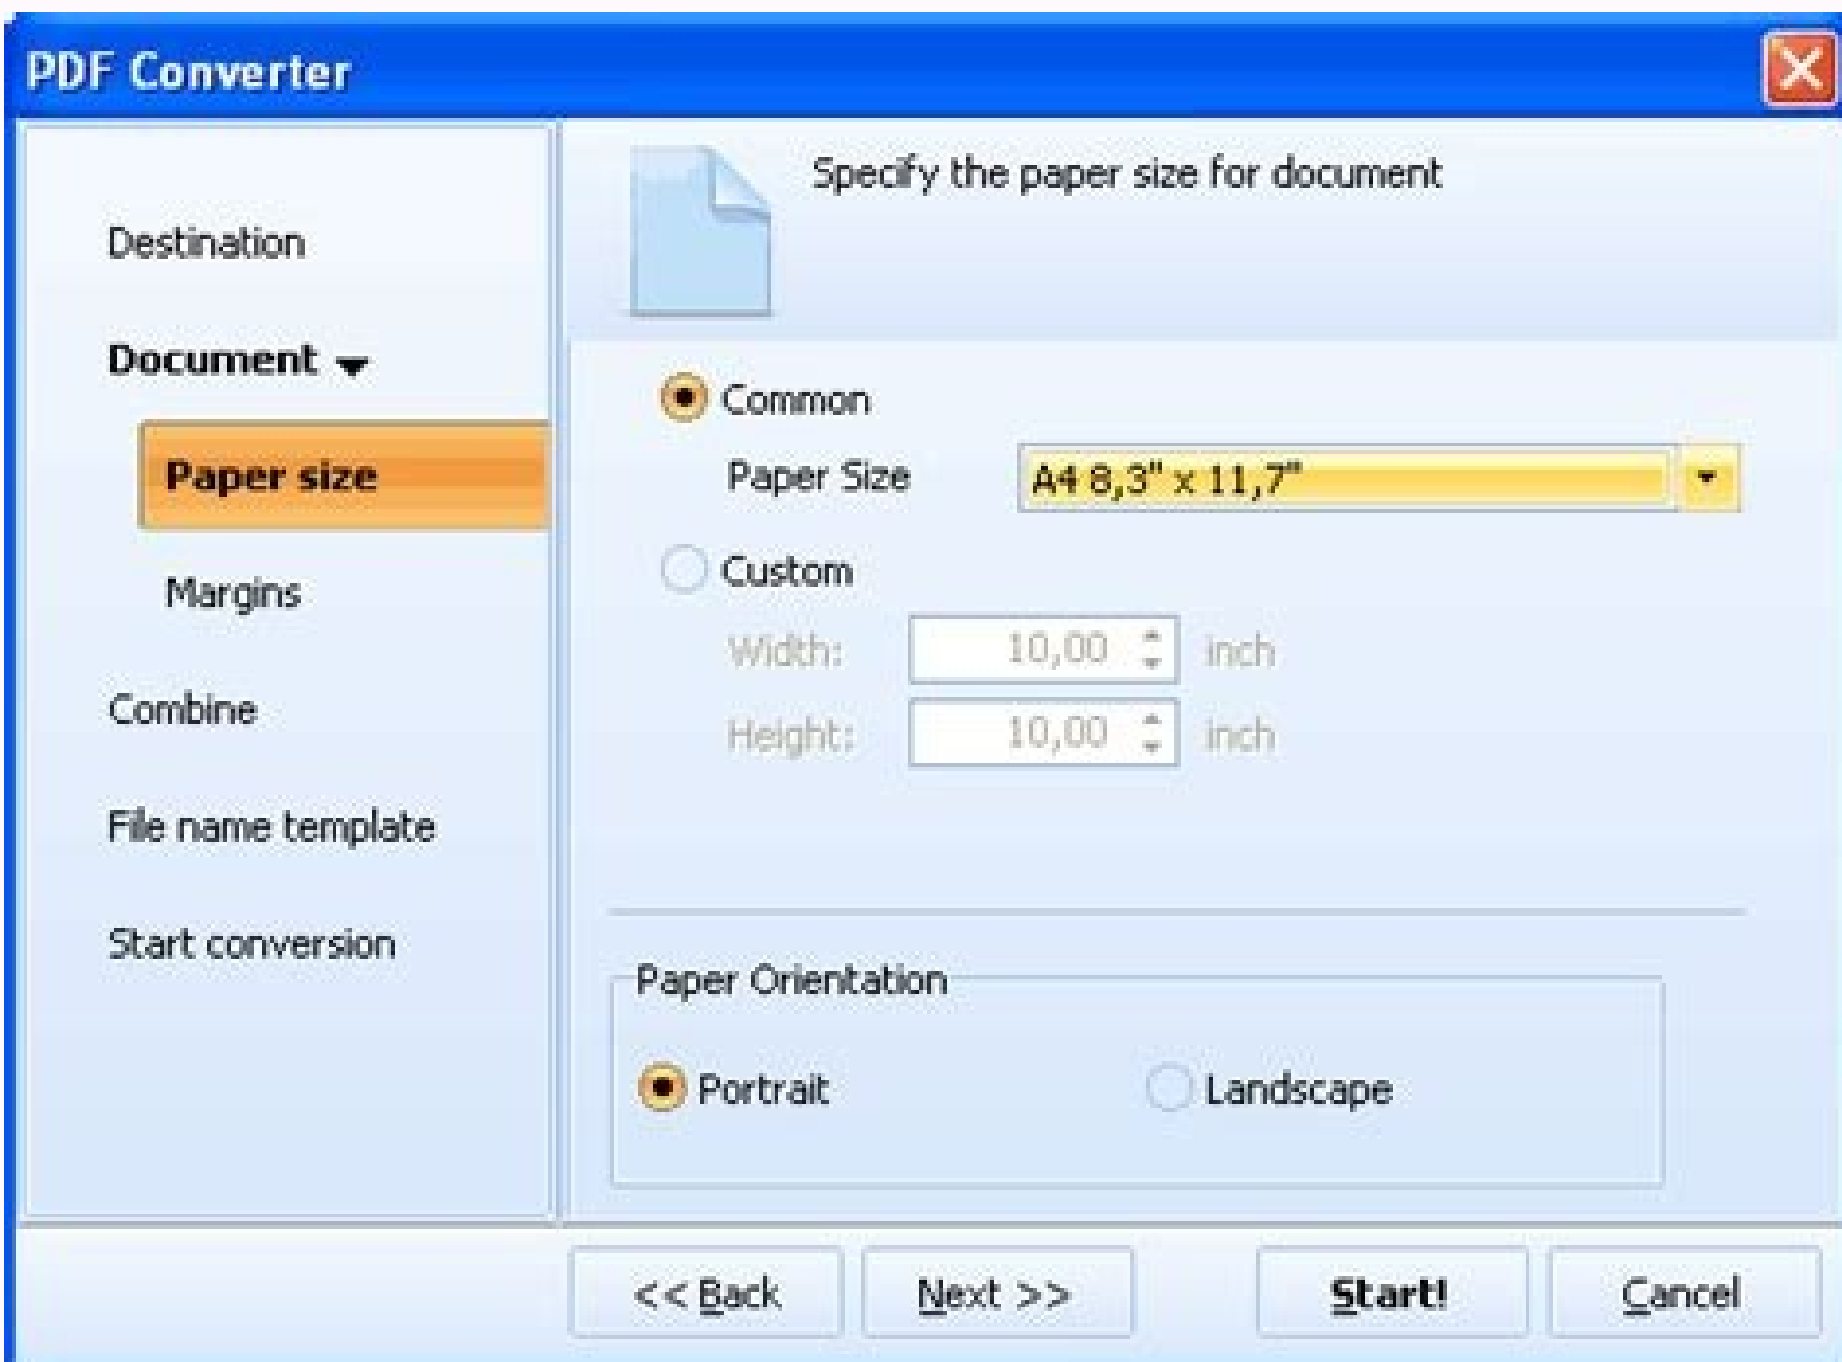 PDF Converter
Destination
Document
Paper size
Margins
Combine
File name template
Start conversion
Specify the paper size for document
Common
Paper Size A4 8,3" x 11,7"
Custom
Width: 10,00 inch
Height: 10,00 inch
Paper Orientation
Portrait Landscape
<< Back Next >> Start! Cancel